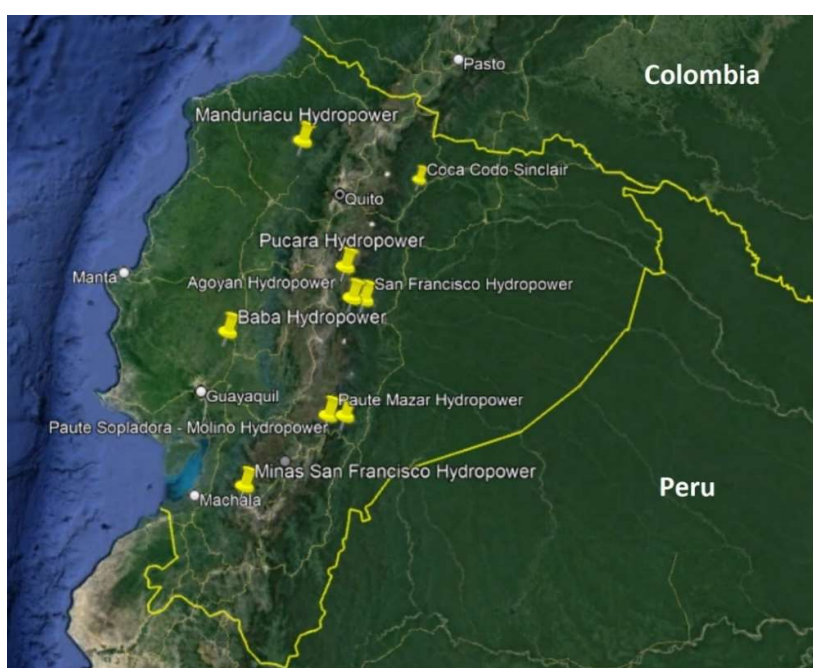 Pasto
Colombia
Manduriacu Hydropower
Coca Codo Sinclair
Quito
Pucara Hydropower
Manta
Agoyan Hydropower
San Francisco Hydropower
Baba Hydropower
Guayaquil
Paute Mazar Hydropower
Paute Sopladora - Molino Hydropower
Minas San Francisco Hydropower
Peru
Machala